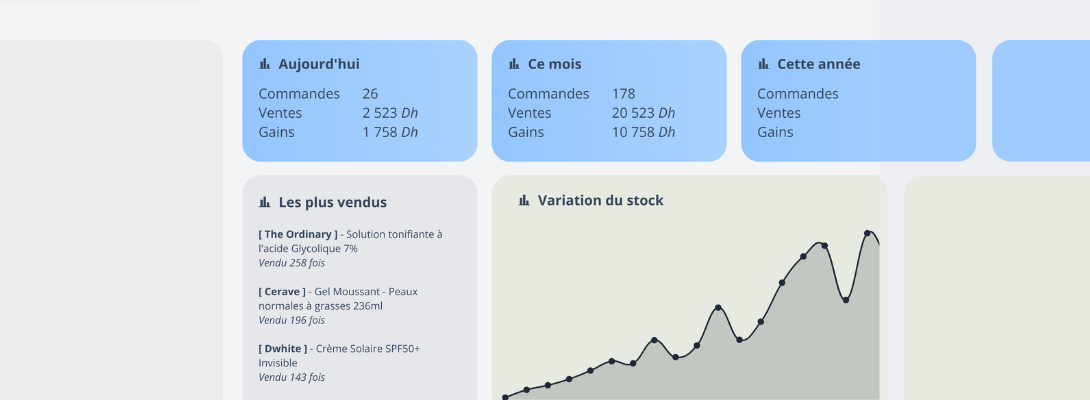 Aujourd'hui
Commandes 26
Ventes 2 523 Dh
Gains 1 758 Dh
Ce mois
Commandes 178
Ventes 20 523 Dh
Gains 10 758 Dh
Cette année
Commandes
Ventes
Gains
Les plus vendus
[ The Ordinary ] - Solution tonifiante à
l'acide Glycolique 7%
Vendu 258 fois
[ Cerave ] - Gel Moussant - Peaux
normales à grasses 236ml
Vendu 196 fois
[ Dwhite ] - Crème Solaire SPF50+
Invisible
Vendu 143 fois
Variation du stock